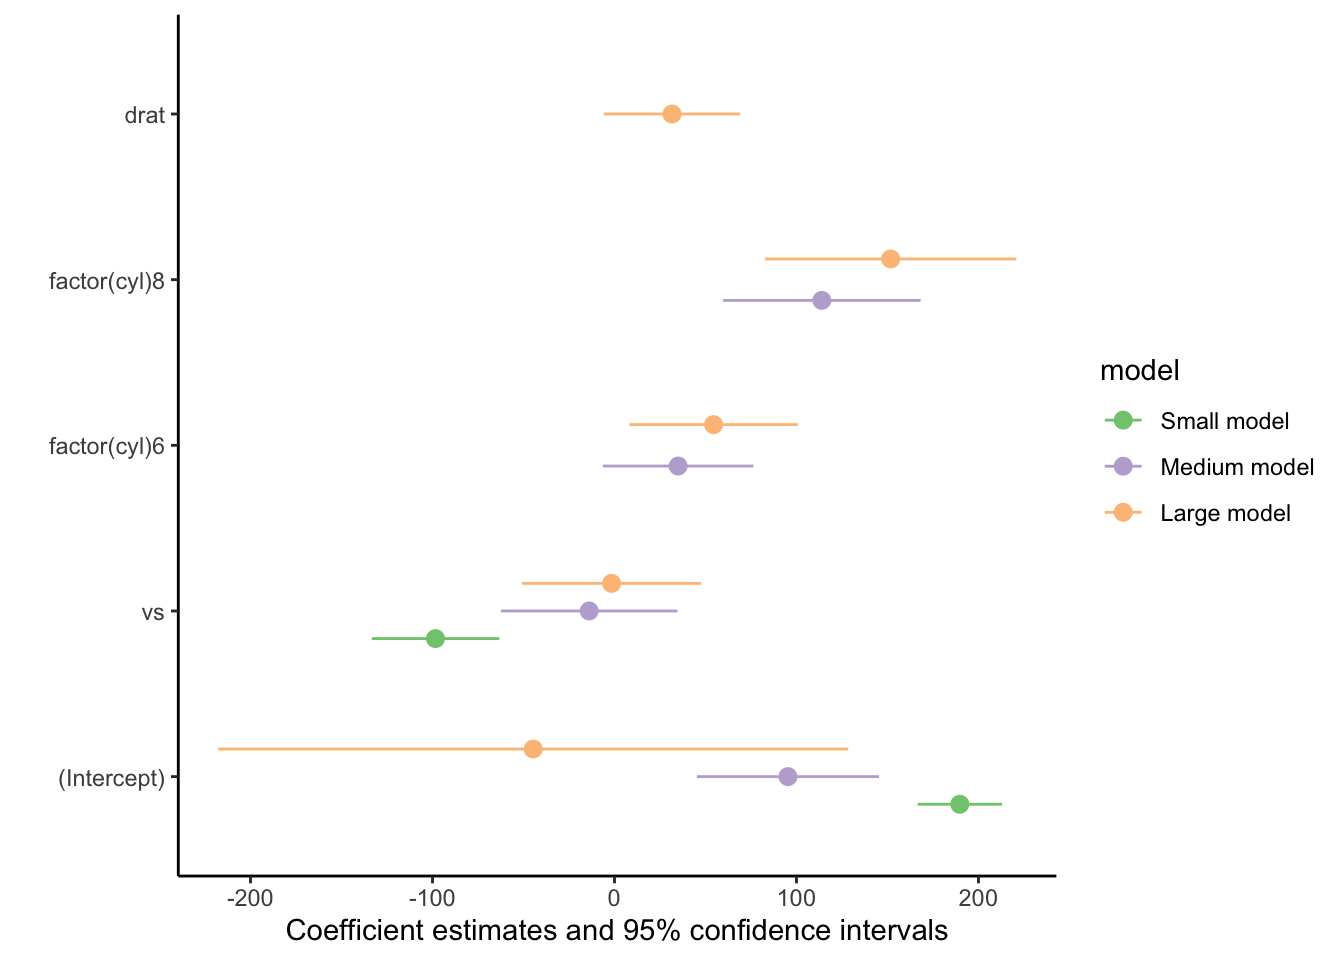 drat
factor(cyl)8
factor(cyl)6
vs
(Intercept)
-200 -100 0 100 200
Coefficient estimates and 95% confidence intervals
model
Small model
Medium model
Large model